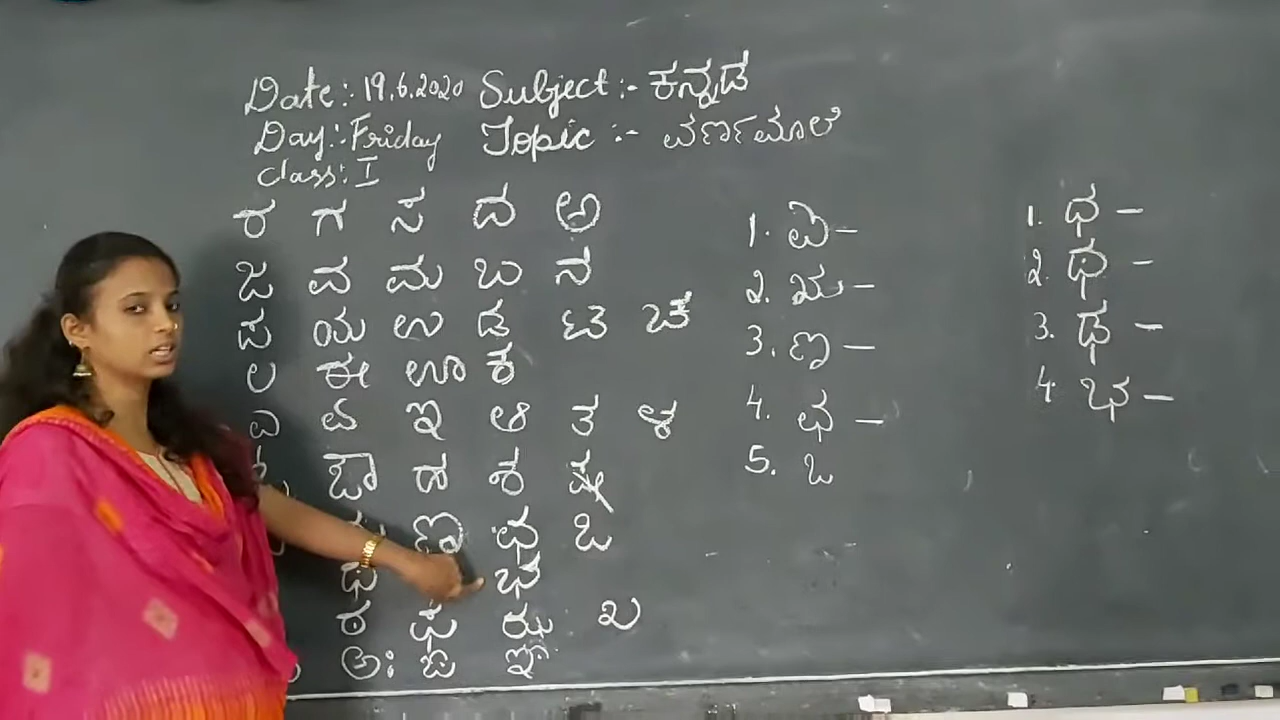 Date:- 19.6.2020 Subject:- ಕನ್ನಡ
Day:- Friday Topic:- ವರ್ಣಮಾಲೆ
Class: I
ರ ಗ ಸ ದ ಅ
ಜ ವ ಮ ಬ ನ
ಪ ಯ ಉ ಡ ಟ ಚ
ಲ ಈ ಊ ಕ
ಎ ಏ ಇ ಆ ತ ಳ
ಔ ಹ ಶ ಷ
ಣ ಛ ಓ
ಥ ಭ
ಠ ಫ ಝ ಖ
ಅಃ ಙ ಞ
1. ಐ-
2. ಋ-
3. ಣ -
4. ಛ -
5. ಒ
1. ಧ -
2. ಥ -
3. ಢ -
4 ಭ -